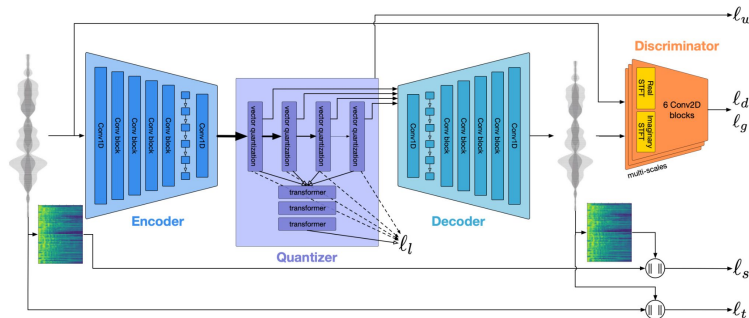 ℓw
Discriminator
Real
STFT
Imaginary
STFT
6 Conv2D
blocks
multi-scales
ℓd
ℓg
Conv1D
Conv block
Conv block
Conv block
Conv block
Conv1D
Encoder
vector quantization
vector quantization
vector quantization
vector quantization
transformer
transformer
transformer
ℓl
Quantizer
Conv1D
Conv block
Conv block
Conv block
Conv block
Conv1D
Decoder
|| ||
ℓs
|| ||
ℓt